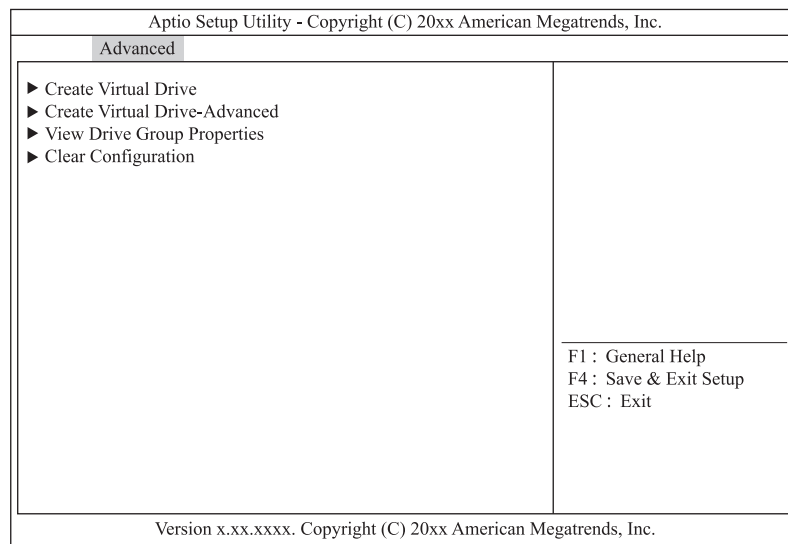 Aptio Setup Utility - Copyright (C) 20xx American Megatrends, Inc.
Advanced
▶ Create Virtual Drive
▶ Create Virtual Drive-Advanced
▶ View Drive Group Properties
▶ Clear Configuration
F1 : General Help
F4 : Save & Exit Setup
ESC : Exit
Version x.xx.xxxx. Copyright (C) 20xx American Megatrends, Inc.